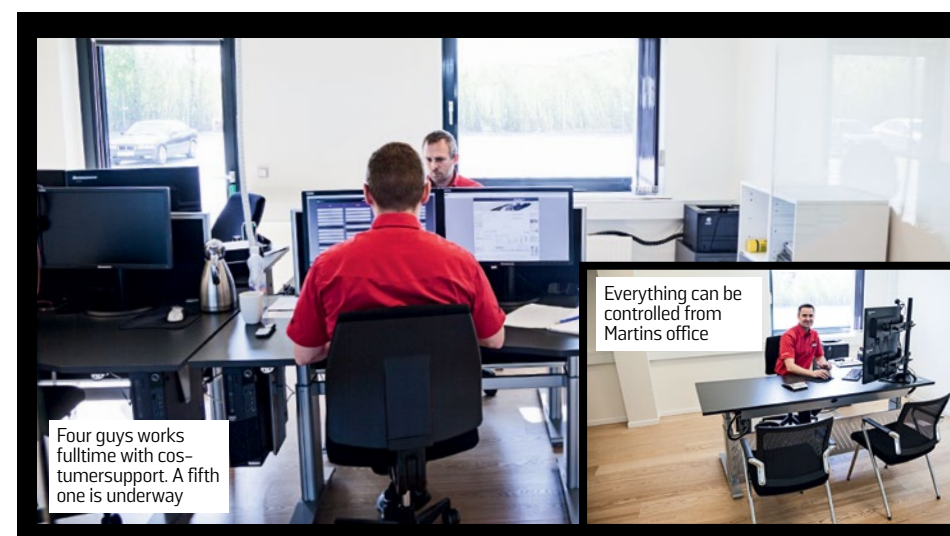 Four guys works
fulltime with cos-
tumersupport. A fifth
one is underway
Everything can be
controlled from
Martins office